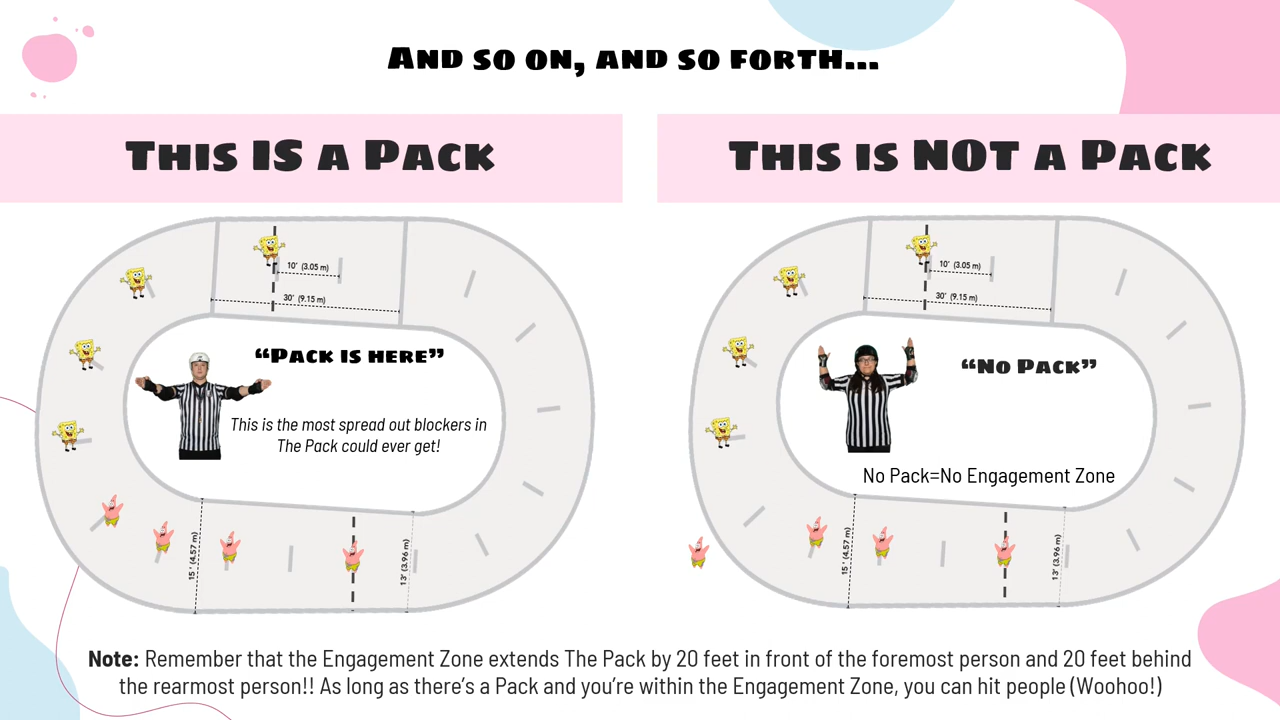 And so on, and so forth...
This IS a Pack
This is NOT a Pack
10' (3.05 m)
30' (9.15 m)
"Pack is here"
This is the most spread out blockers in
The Pack could ever get!
15' (4.57 m)
13' (3.96 m)
10' (3.05 m)
30' (9.15 m)
"No Pack"
No Pack=No Engagement Zone
15' (4.57 m)
13' (3.96 m)
Note: Remember that the Engagement Zone extends The Pack by 20 feet in front of the foremost person and 20 feet behind
the rearmost person!! As long as there's a Pack and you're within the Engagement Zone, you can hit people (Woohoo!)